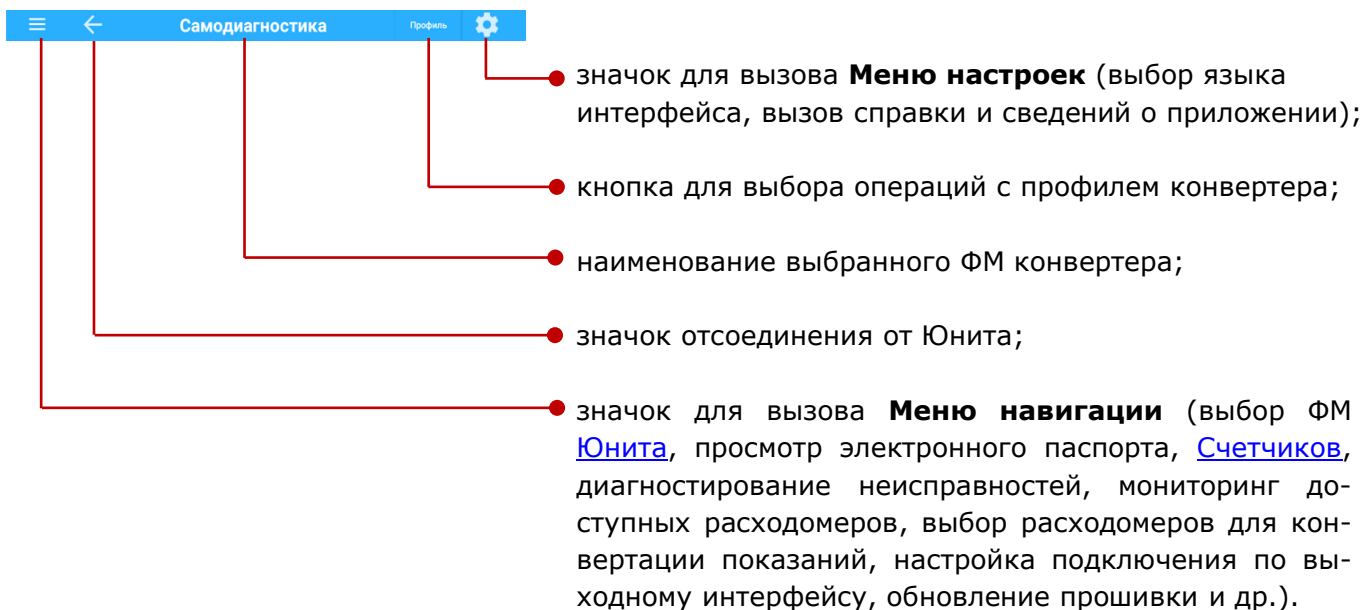 Самодиагностика Профиль
значок для вызова Меню настроек (выбор языка
интерфейса, вызов справки и сведений о приложении);
кнопка для выбора операций с профилем конвертера;
наименование выбранного ФМ конвертера;
значок отсоединения от Юнита;
значок для вызова Меню навигации (выбор ФМ
Юнита, просмотр электронного паспорта, Счетчиков,
диагностирование неисправностей, мониторинг до-
ступных расходомеров, выбор расходомеров для кон-
вертации показаний, настройка подключения по вы-
ходному интерфейсу, обновление прошивки и др.).